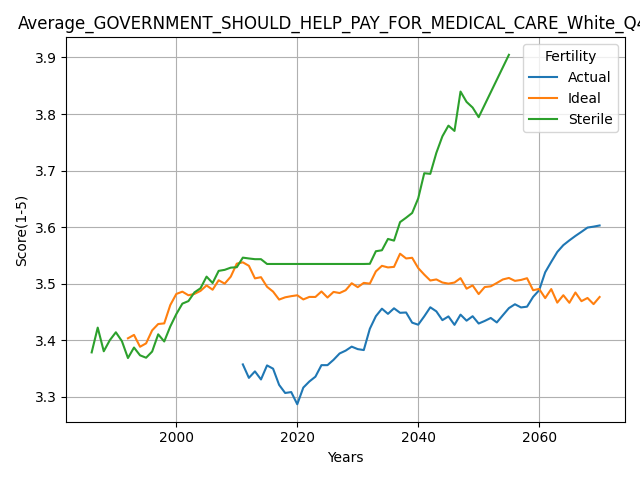 Average_GOVERNMENT_SHOULD_HELP_PAY_FOR_MEDICAL_CARE_White_Q4
Fertility
Actual
Ideal
Sterile
Score(1-5)
3.9
3.8
3.7
3.6
3.5
3.4
3.3
2000
2020
2040
2060
Years